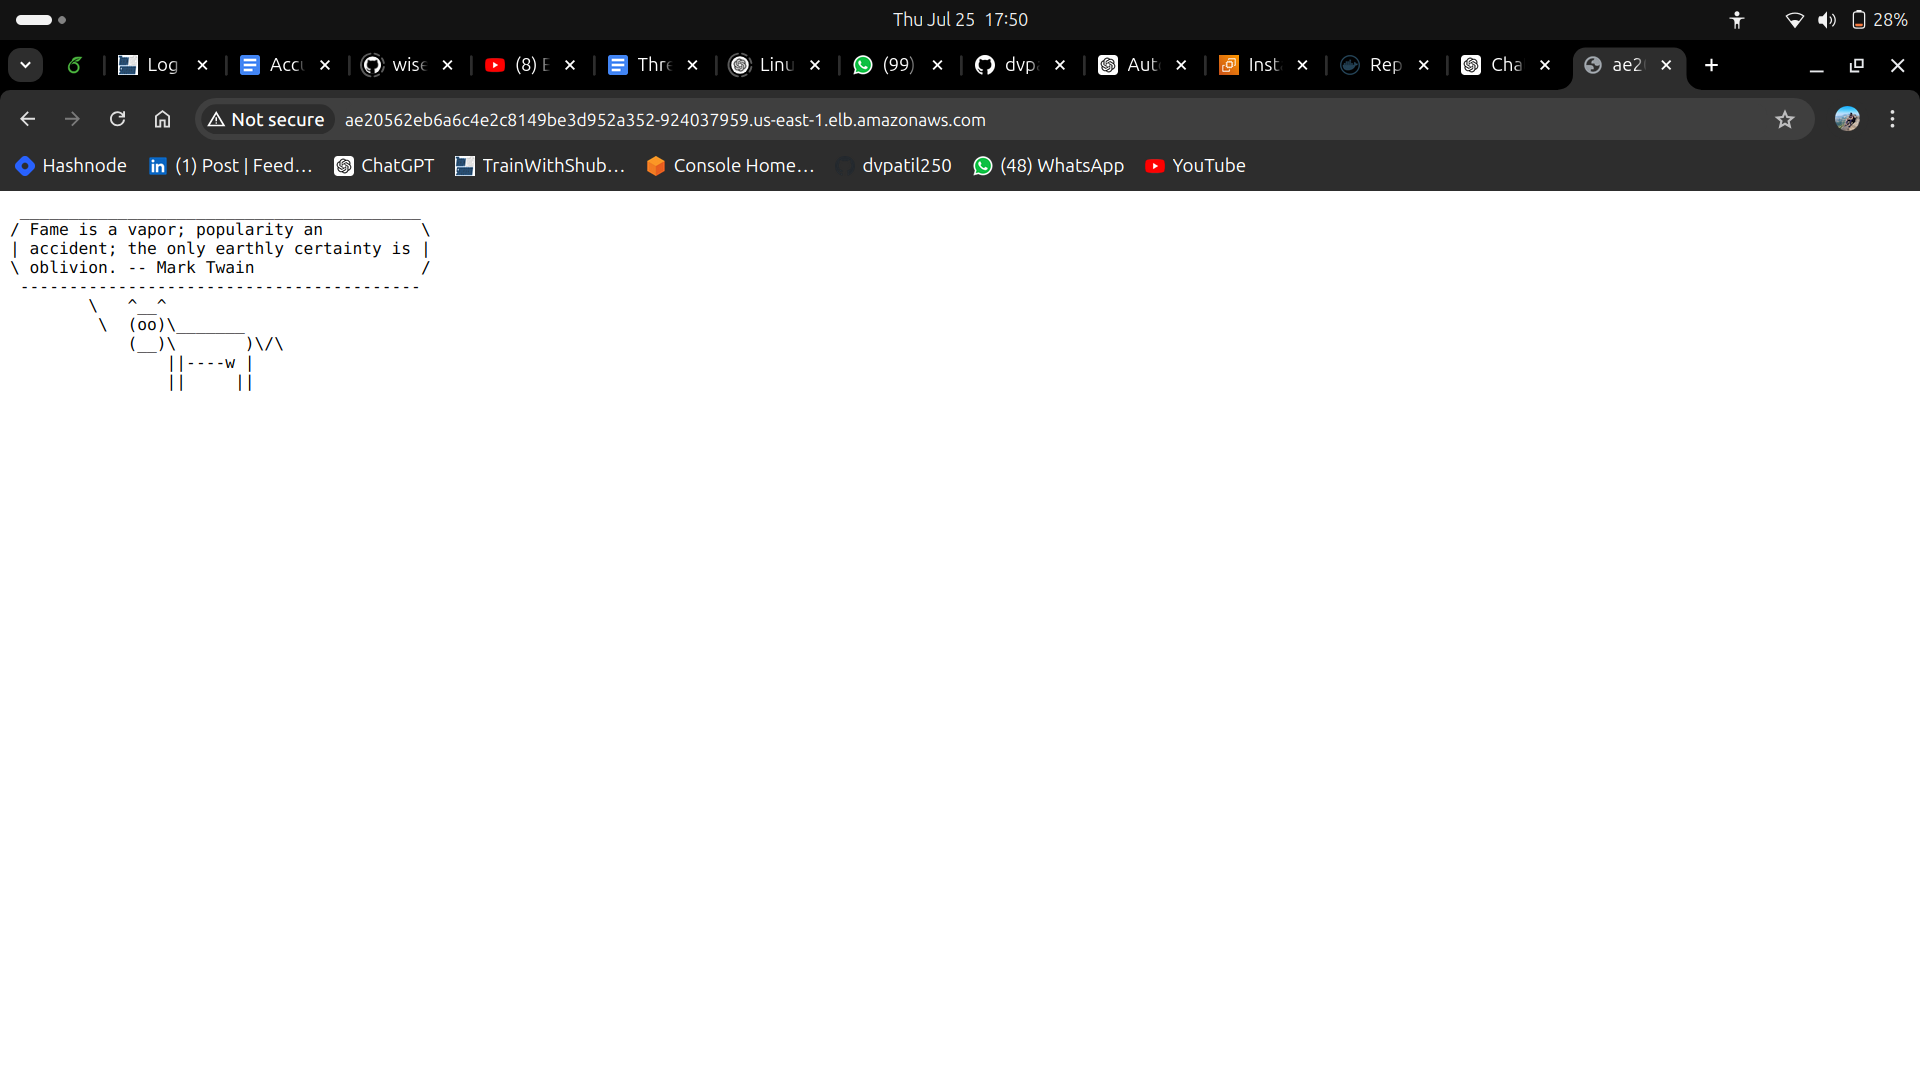 Thu Jul 25 17:50
28%
Log
Acc
wise
(8) E
Thre
Linu
(99)
dvp
Aut
Inst
Rep
Cha
ae2
Not secure
ae20562eb6a6c4e2c8149be3d952a352-924037959.us-east-1.elb.amazonaws.com
Hashnode
(1) Post | Feed...
ChatGPT
TrainWithShub...
Console Home...
dvpatil250
(48) WhatsApp
YouTube
 _________________________________________
/ Fame is a vapor; popularity an          \
| accident; the only earthly certainty is |
\ oblivion. -- Mark Twain                 /
 -----------------------------------------
        \   ^__^
         \  (oo)\_______
            (__)\       )\/\
                ||----w |
                ||     ||